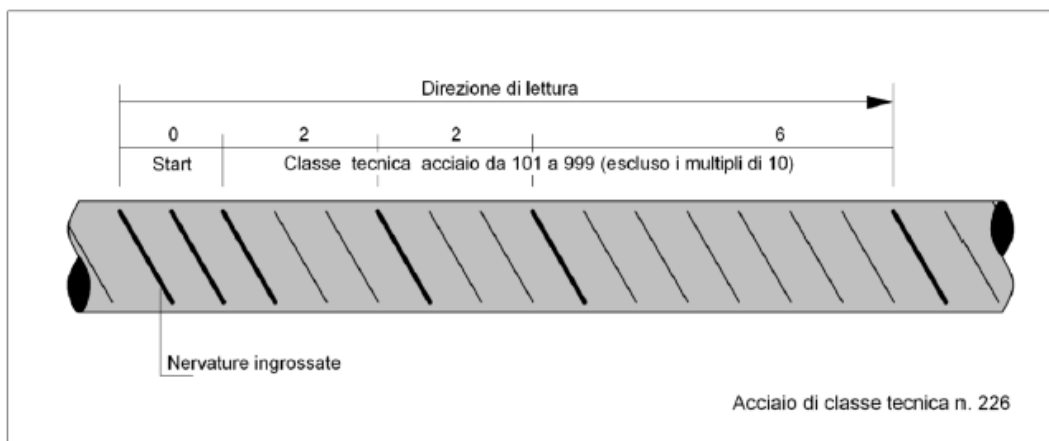 Direzione di lettura
0 2 2 6
Start Classe tecnica acciaio da 101 a 999 (escluso i multipli di 10)
Nervature ingrossate
Acciaio di classe tecnica n. 226